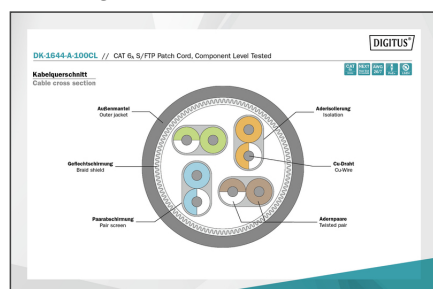 DIGITUS®
DK-1644-A-100CL // CAT 6A S/FTP Patch Cord, Component Level Tested
Kabelquerschnitt
Cable cross section
Außenmantel
Outer jacket
Aderisolierung
Isolation
Geflechtschirmung
Braid shield
Cu-Draht
Cu-Wire
Paarabschirmung
Pair screen
Adernpaare
Twisted pair